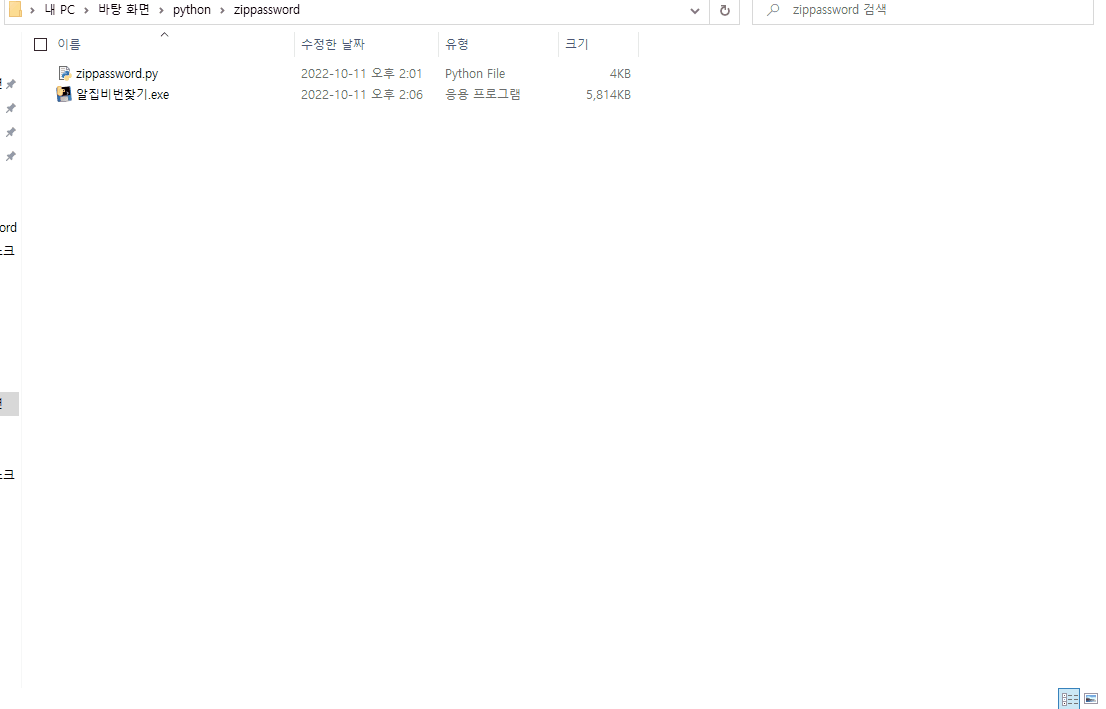 내 PC › 바탕 화면 › python › zippassword
zippassword 검색
이름 수정한 날짜 유형 크기
zippassword.py 2022-10-11 오후 2:01 Python File 4KB
알집비번찾기.exe 2022-10-11 오후 2:06 응용 프로그램 5,814KB
ord
스크
스크